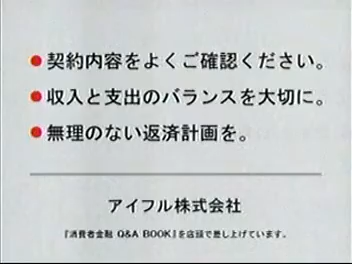 ●契約内容をよくご確認ください。
●収入と支出のバランスを大切に。
●無理のない返済計画を。
アイフル株式会社
『消費者金融 Q&A BOOK』を店頭で差し上げています。